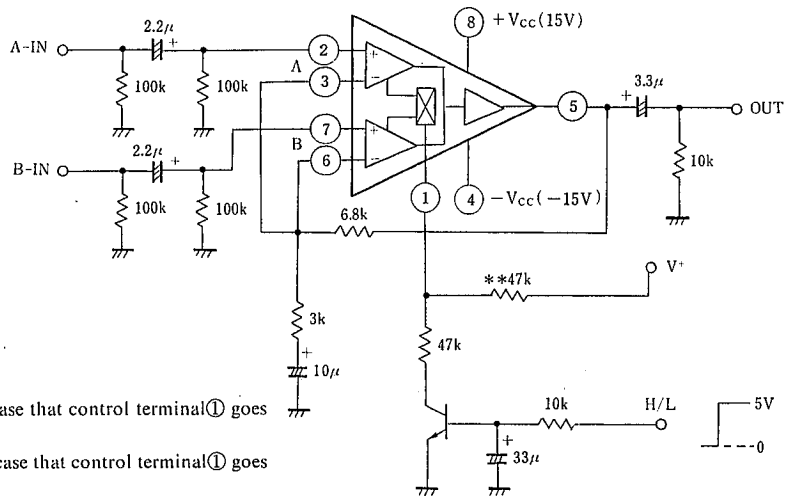 2.2μ
+
8
+Vcc(15V)
A-IN
2
+
3.3μ
A
3
-
+
5
OUT
100k
100k
7
+
B
6
-
10k
2.2μ
+
B-IN
1
4
-Vcc(-15V)
100k
100k
6.8k
V+
**47k
3k
47k
+
10μ
ase that control terminal① goes
10k
H/L
5V
+
0
case that control terminal① goes
33μ